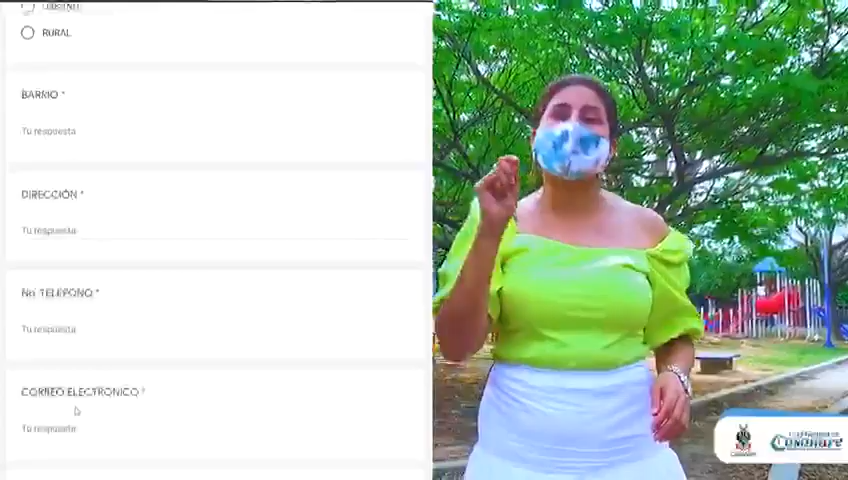 RURAL
BARRIO *
Tu respuesta
DIRECCIÓN *
Tu respuesta
No. TELEFONO *
Tu respuesta
CORREO ELECTRONICO *
Tu respuesta